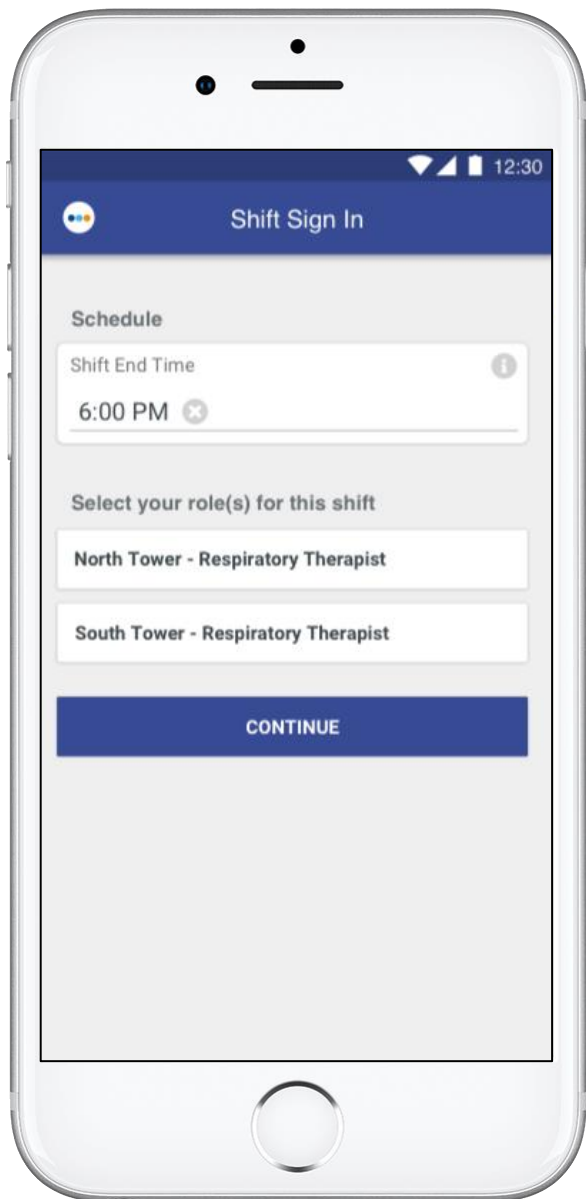 12:30
Shift Sign In
Schedule
Shift End Time
6:00 PM
Select your role(s) for this shift
North Tower - Respiratory Therapist
South Tower - Respiratory Therapist
CONTINUE